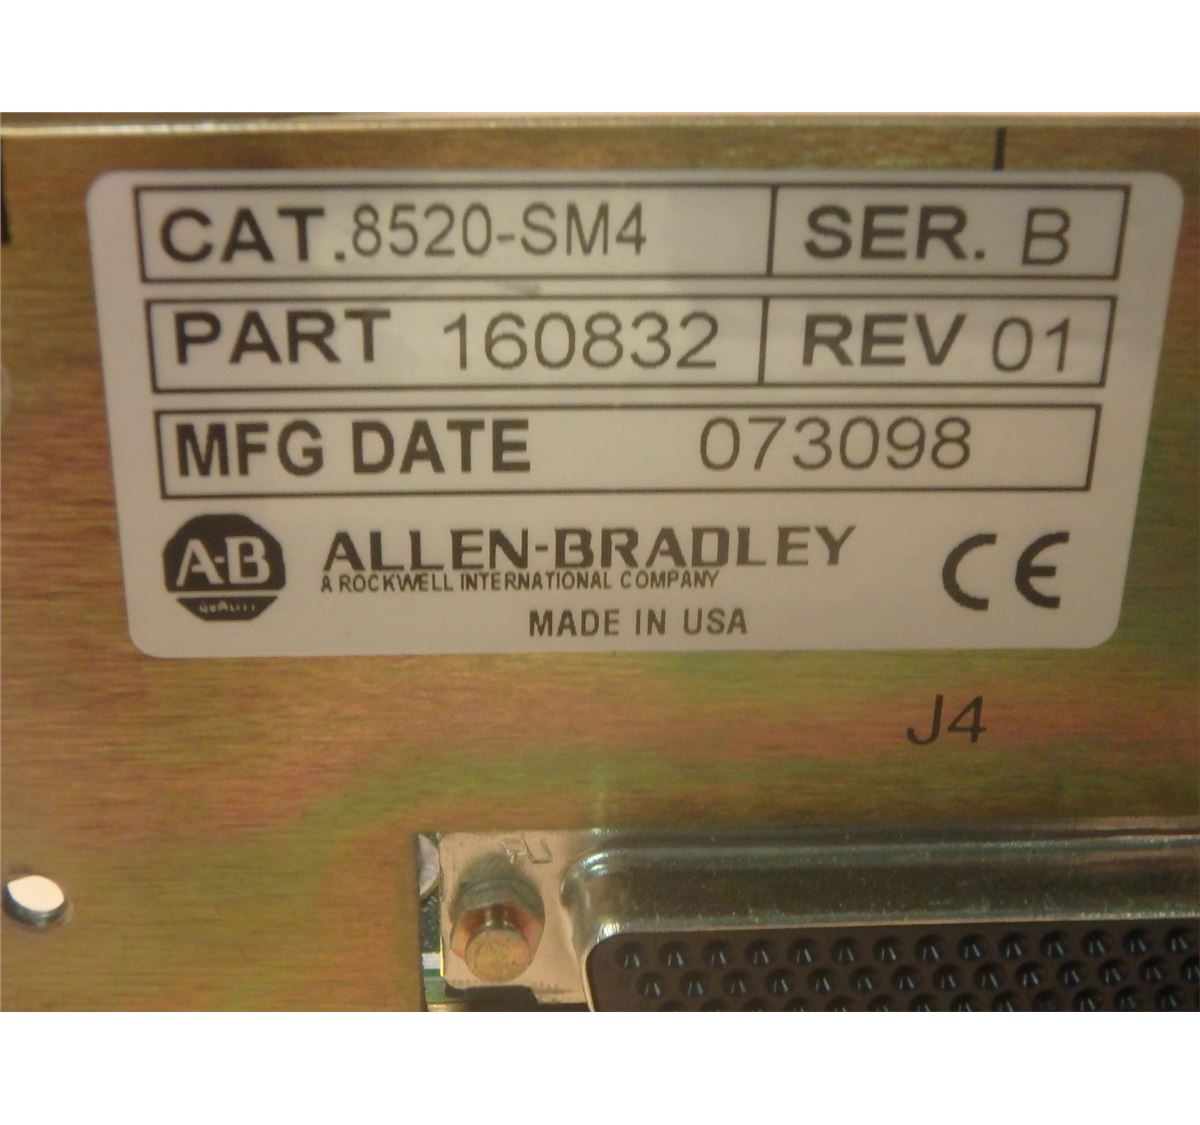 CAT. 8520-SM4 SER. B
PART 160832 REV 01
MFG DATE 073098
A-B
QUALITY
ALLEN-BRADLEY
A ROCKWELL INTERNATIONAL COMPANY
MADE IN USA
CE
J4